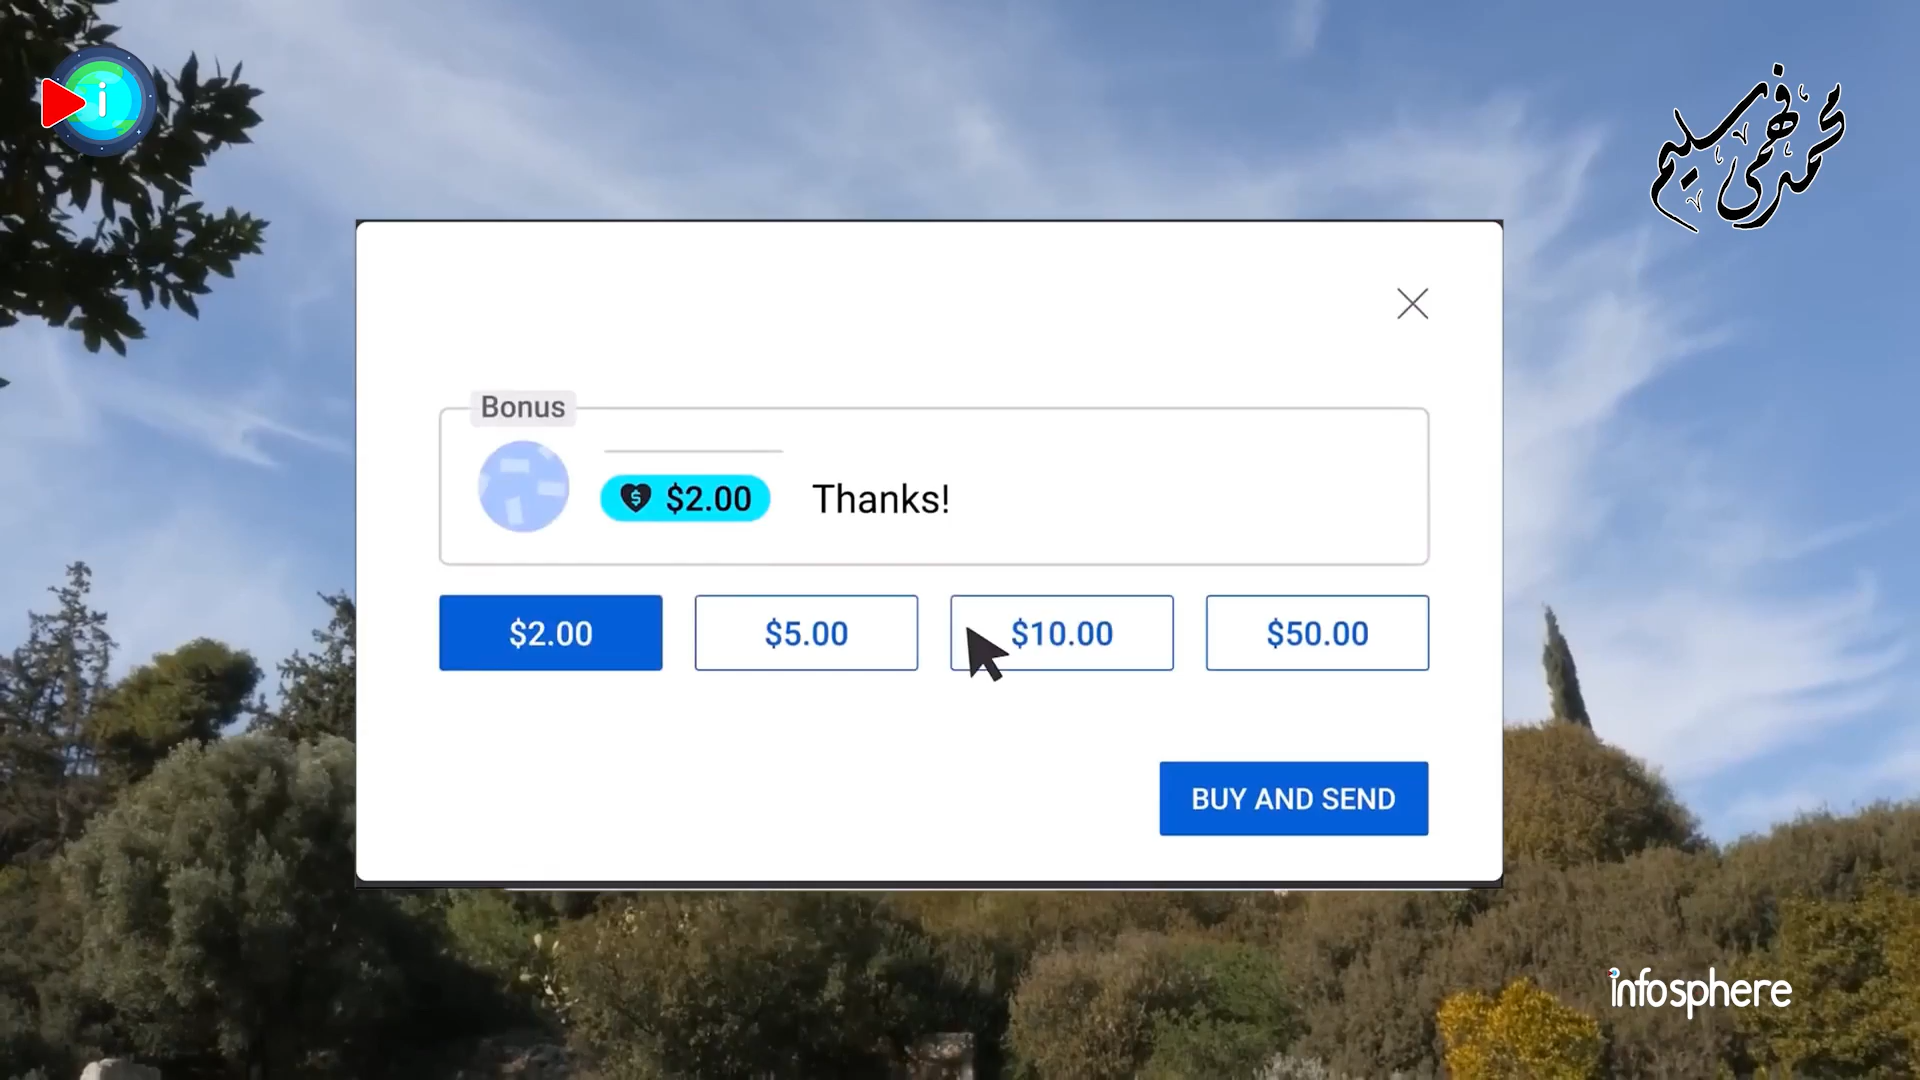 i
محمد فهمي سليم
Bonus
$2.00 Thanks!
$2.00 $5.00 $10.00 $50.00
BUY AND SEND
infosphere